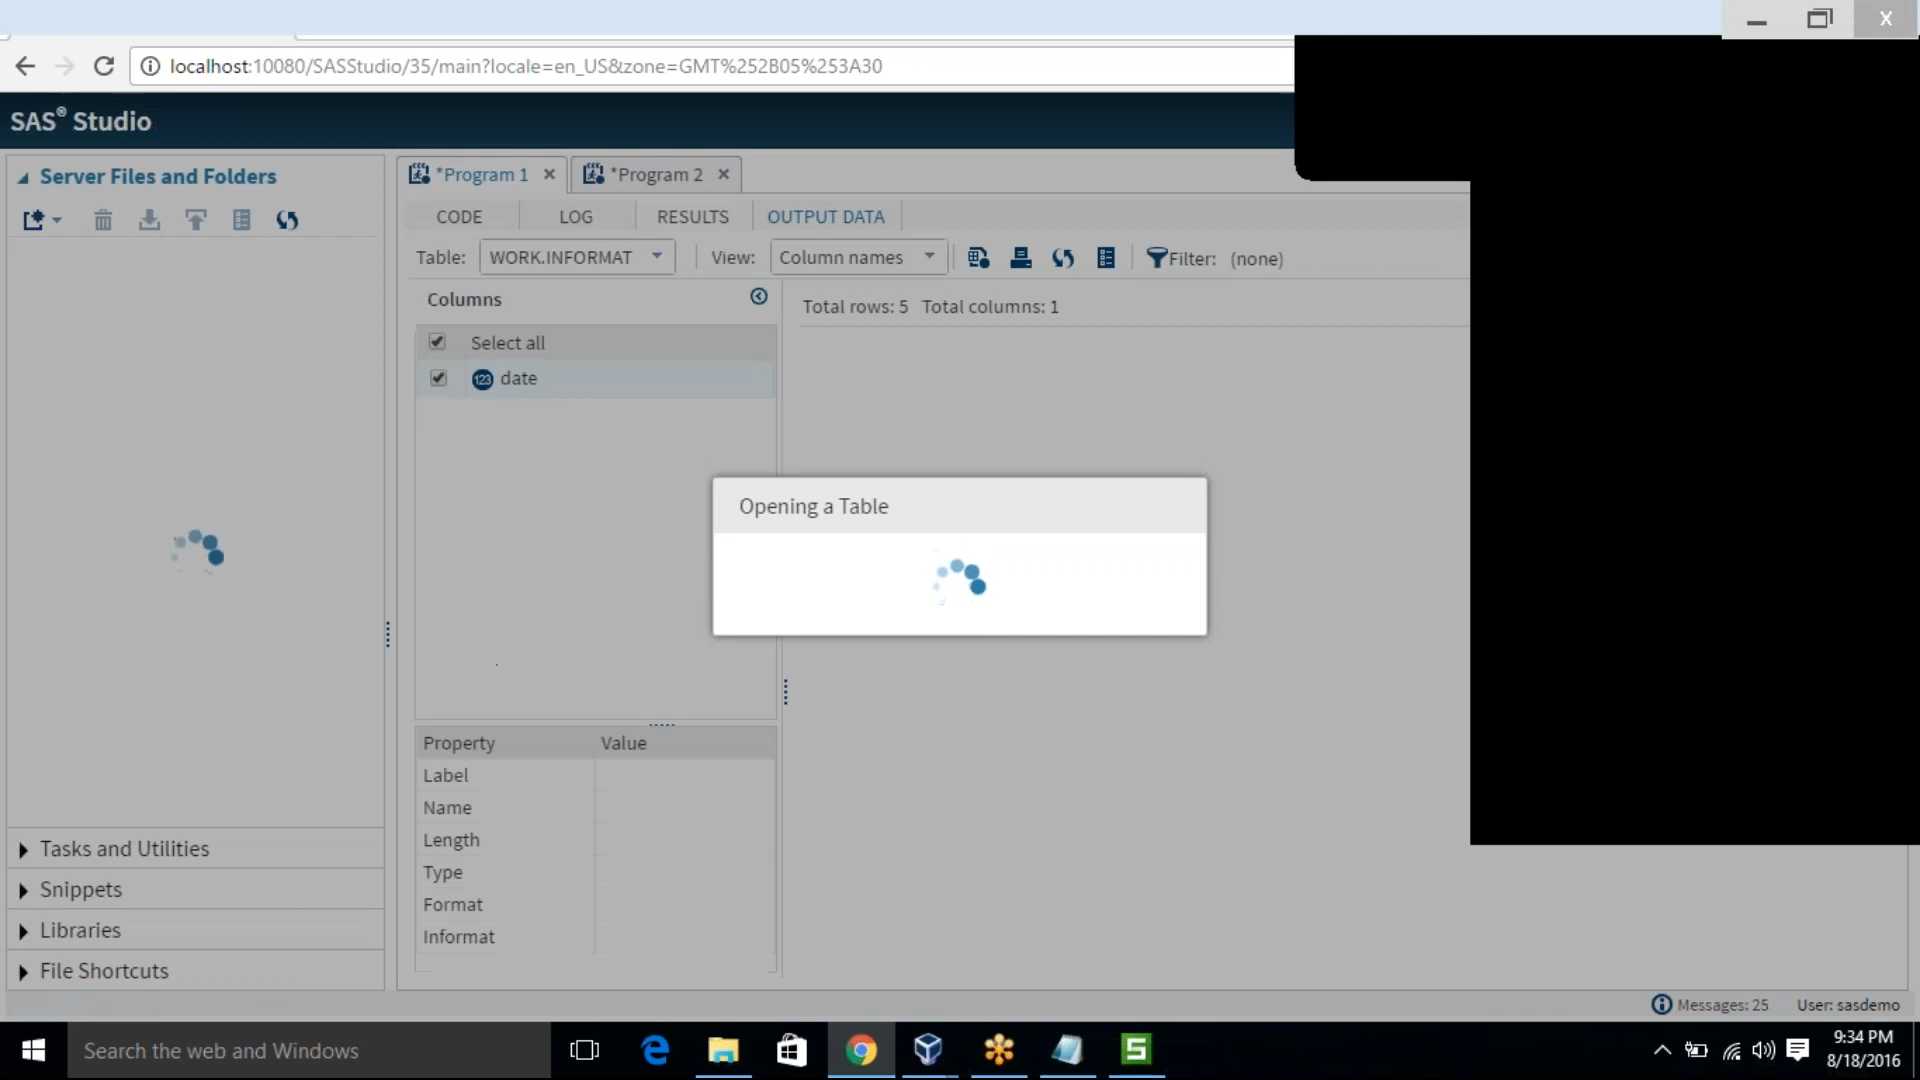 X
localhost:10080/SASStudio/35/main?locale=en_US&zone=GMT%252B05%253A30
SAS® Studio
Server Files and Folders
*Program 1
*Program 2
CODE
LOG
RESULTS
OUTPUT DATA
Table: WORK.INFORMAT
View: Column names
Filter: (none)
Columns
Total rows: 5 Total columns: 1
Select all
123 date
Opening a Table
Property Value
Label
Name
Length
Type
Format
Informat
Tasks and Utilities
Snippets
Libraries
File Shortcuts
Messages: 25 User: sasdemo
Search the web and Windows
S
9:34 PM
8/18/2016